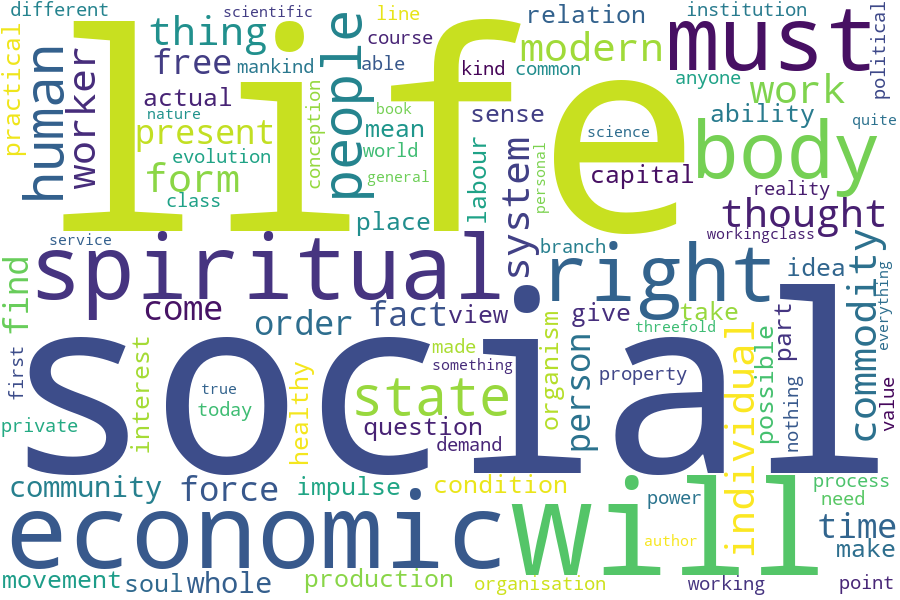 different scientific line relation institution political
thing course modern must
practical human worker free mankind people able kind common anyone work
life
actual conception book sense ability quite
present nature mean science body
evolution world labour system personal capital
form general reality
class place thought
service spiritual branch right workingclass commodity everything
find come order fact view idea
organism give take part
threefold
first interest true healthy made something person individual possible property nothing value
social
today state
private question demand
community force impulse condition power process
need
economic will time
author make
movement soul whole production organisation working point